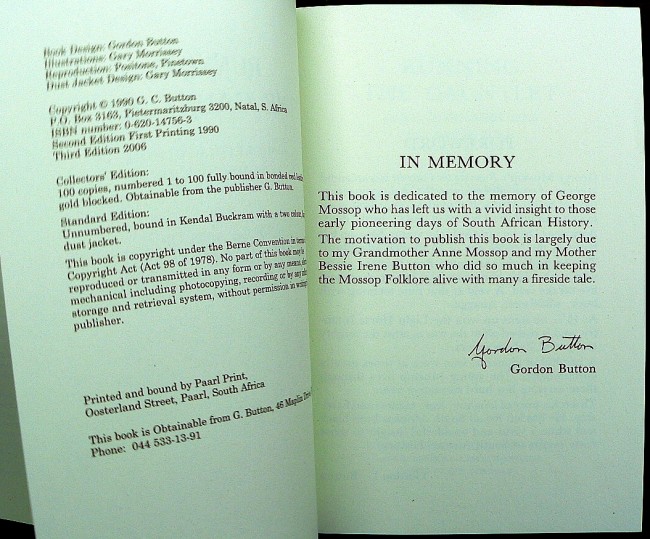 Book Design: Gordon Button
Illustrations: Gary Morrissey
Reproduction: Positone, Pinetown
Dust Jacket Design: Gary Morrissey
Copyright © 1990 G. C. Button
P.O. Box 3163, Pietermaritzburg 3200, Natal, S. Africa
ISBN number: 0-620-14756-3
Second Edition First Printing 1990
Third Edition 2006
Collectors' Edition:
100 copies, numbered 1 to 100 fully bound in bonded
gold blocked. Obtainable from the publisher G. Button.
Standard Edition:
Unnumbered, bound in Kendal Buckram with a two
dust jacket.
This book is copyright under the Berne Convention in
Copyright Act (Act 98 of 1978). No part of this book may
reproduced or transmitted in any form or by any means,
mechanical including photocopying, recording or by any
storage and retrieval system, without permission in
publisher.
Printed and bound by Paarl Print,
Oosterland Street, Paarl, South Africa
This book is Obtainable from G. Button, 46
Phone: 044 533-13-91
IN MEMORY
This book is dedicated to the memory of George
Mossop who has left us with a vivid insight to those
early pioneering days of South African History.
The motivation to publish this book is largely due
to my Grandmother Anne Mossop and my Mother
Bessie Irene Button who did so much in keeping
the Mossop Folklore alive with many a fireside tale.
Gordon Button
Gordon Button